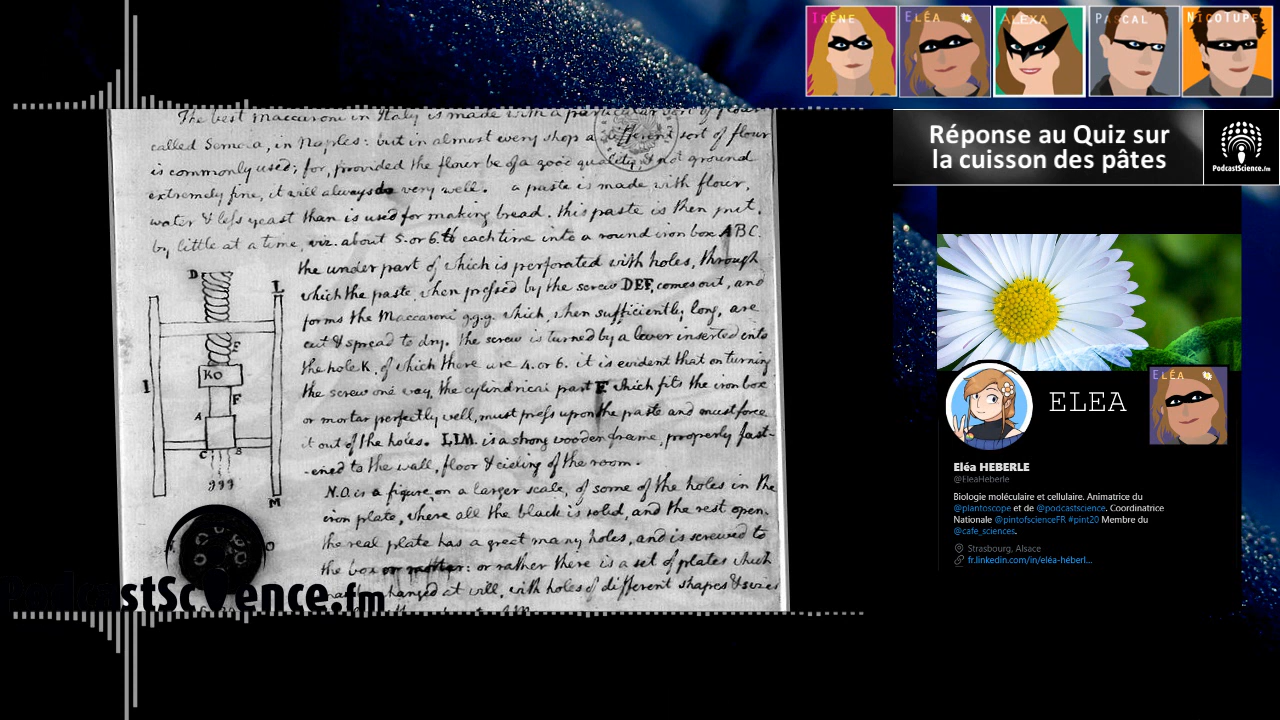 IRÈNE
ELÉA
ALEXA
PASCAL
NICOTUPE
Réponse au Quiz sur
la cuisson des pâtes
PodcastScience.fm
The best maccaroni in Italy is made with a particular sort of flour
called Semola, in Naples: but in almost every shop a different sort of flour
is commonly used; for, provided the flour be of a good quality, & not ground
extremely fine, it will always do very well. a paste is made with flour,
water & less yeast than is used for making bread. this paste is then put,
by little at a time, viz. about 5. or 6. ℔ each time into a round iron box ABC.
the under part of which is perforated with holes, through
which the paste, when pressed by the screw DEF, comes out, and
forms the Maccaroni g.g.g. which, when sufficiently long, are
cut & spread to dry. the screw is turned by a lever inserted into
the hole K, of which there are 4. or 6. it is evident that on turning
the screw one way, the cylindrical part F. which fits the iron box
or mortar perfectly well, must press upon the paste and must force
it out of the holes. LLM. is a strong wooden frame, properly fast-
-ened to the wall, floor & cieling of the room.
N.O. is a figure, on a larger scale, of some of the holes in the
iron plate, where all the black is solid, and the rest open.
the real plate has a great many holes, and is screwed to
the box or mortar: or rather there is a set of plates which
changed at will, with holes of different shapes & sizes
D
L
E
KO
I
F
A
C
B
ggg
M
O
PodcastScience.fm
ELEA
ELÉA
Eléa HEBERLE
@EleaHeberle
Biologie moléculaire et cellulaire. Animatrice du
@plantoscope et de @podcastscience. Coordinatrice
Nationale @pintofscienceFR #pint20 Membre du
@cafe_sciences.
Strasbourg, Alsace
fr.linkedin.com/in/eléa-héberl...